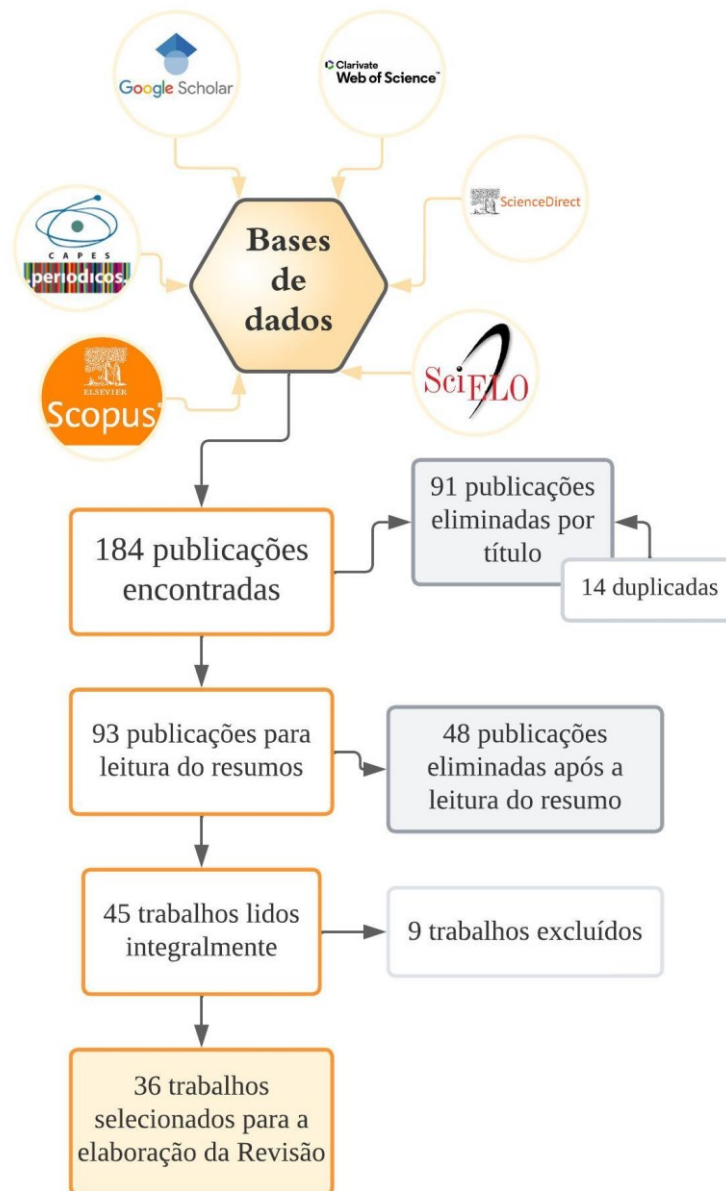 Google Scholar
Clarivate
Web of Science™
ScienceDirect
CAPES
.periodicos.
ELSEVIER
Scopus®
SciELO
Bases
de
dados
184 publicações
encontradas
91 publicações
eliminadas por
título
14 duplicadas
93 publicações para
leitura do resumos
48 publicações
eliminadas após a
leitura do resumo
45 trabalhos lidos
integralmente
9 trabalhos excluídos
36 trabalhos
selecionados para a
elaboração da Revisão